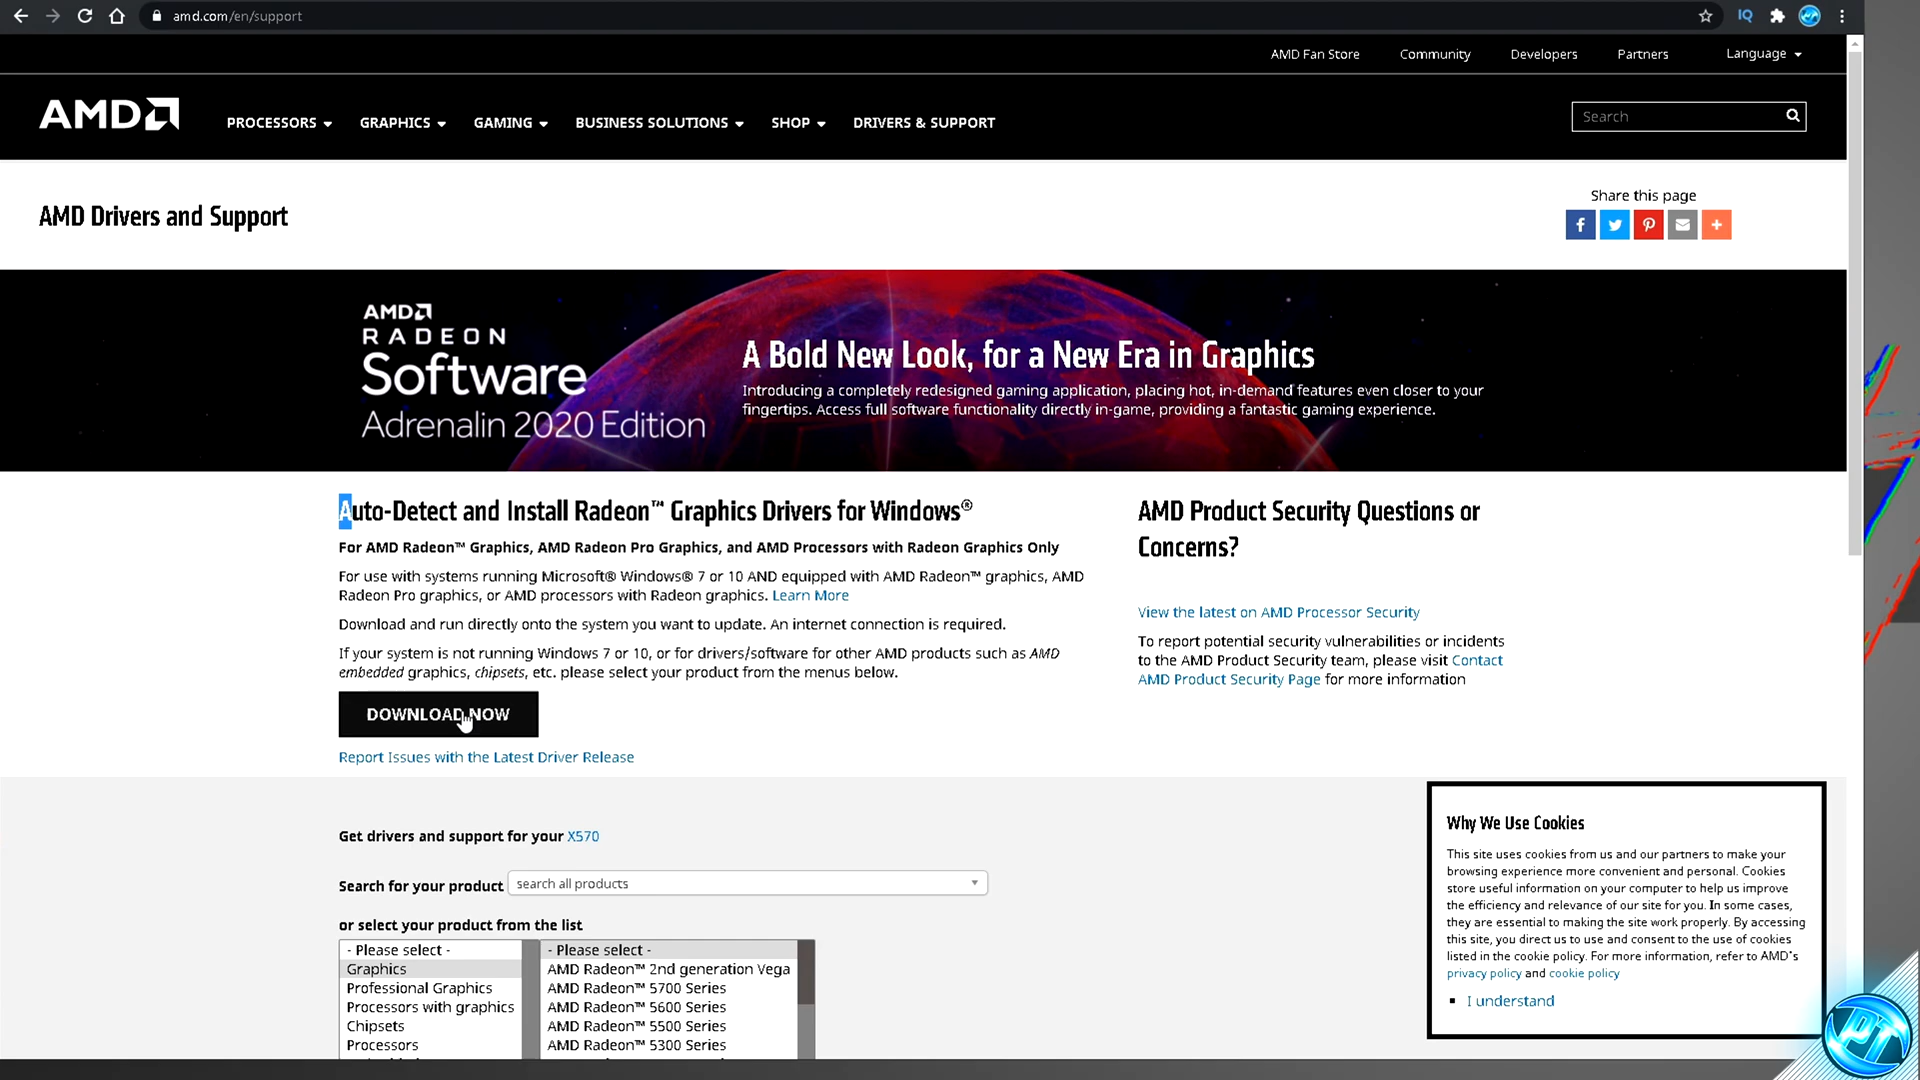 amd.com/en/support
IQ
AMD Fan Store Community Developers Partners Language
AMD PROCESSORS GRAPHICS GAMING BUSINESS SOLUTIONS SHOP DRIVERS & SUPPORT Search
AMD Drivers and Support
Share this page
AMD
RADEON
Software
Adrenalin 2020 Edition
A Bold New Look, for a New Era in Graphics
Introducing a completely redesigned gaming application, placing hot, in-demand features even closer to your
fingertips. Access full software functionality directly in-game, providing a fantastic gaming experience.
Auto-Detect and Install Radeon™ Graphics Drivers for Windows®
For AMD Radeon™ Graphics, AMD Radeon Pro Graphics, and AMD Processors with Radeon Graphics Only
For use with systems running Microsoft® Windows® 7 or 10 AND equipped with AMD Radeon™ graphics, AMD
Radeon Pro graphics, or AMD processors with Radeon graphics. Learn More
Download and run directly onto the system you want to update. An internet connection is required.
If your system is not running Windows 7 or 10, or for drivers/software for other AMD products such as AMD
embedded graphics, chipsets, etc. please select your product from the menus below.
DOWNLOAD NOW
Report Issues with the Latest Driver Release
AMD Product Security Questions or
Concerns?
View the latest on AMD Processor Security
To report potential security vulnerabilities or incidents
to the AMD Product Security team, please visit Contact
AMD Product Security Page for more information
Get drivers and support for your X570
Search for your product search all products
or select your product from the list
- Please select -
Graphics
Professional Graphics
Processors with graphics
Chipsets
Processors
- Please select -
AMD Radeon™ 2nd generation Vega
AMD Radeon™ 5700 Series
AMD Radeon™ 5600 Series
AMD Radeon™ 5500 Series
AMD Radeon™ 5300 Series
Why We Use Cookies
This site uses cookies from us and our partners to make your
browsing experience more convenient and personal. Cookies
store useful information on your computer to help us improve
the efficiency and relevance of our site for you. In some cases,
they are essential to making the site work properly. By accessing
this site, you direct us to use and consent to the use of cookies
listed in the cookie policy. For more information, refer to AMD's
privacy policy and cookie policy
I understand
PT